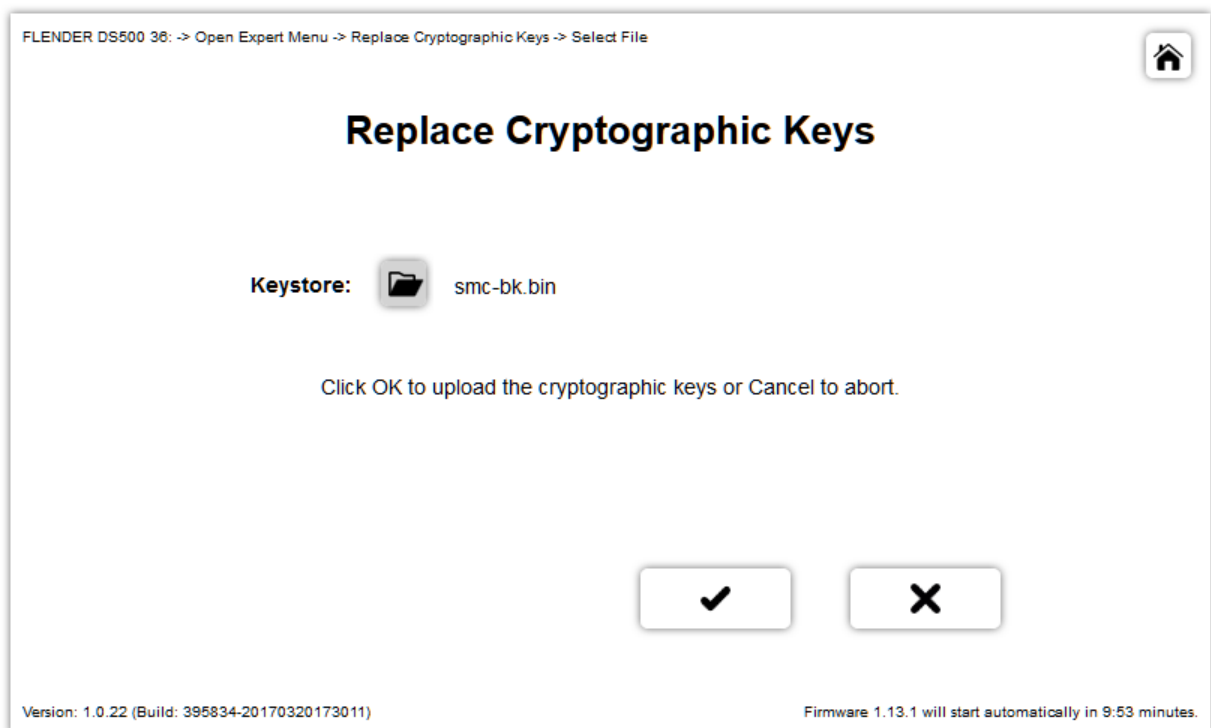 FLENDER DS500 36: -> Open Expert Menu -> Replace Cryptographic Keys -> Select File
Replace Cryptographic Keys
Keystore: smc-bk.bin
Click OK to upload the cryptographic keys or Cancel to abort.
Version: 1.0.22 (Build: 395834-20170320173011) Firmware 1.13.1 will start automatically in 9:53 minutes.